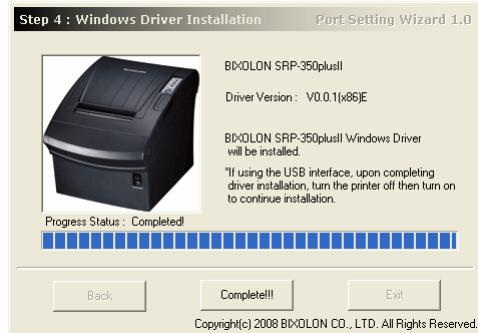 Step 4 : Windows Driver Installation
Port Setting Wizard 1.0
BIXOLON SRP-350plusII
Driver Version : V0.0.1(x86)E
BIXOLON SRP-350plusII Windows Driver
will be installed.
"If using the USB interface, upon completing
driver installation, turn the printer off then turn on
to continue installation.
Progress Status : Completed!
Back
Complete!!!
Exit
Copyright(c) 2008 BIXOLON CO., LTD. All Rights Reserved.